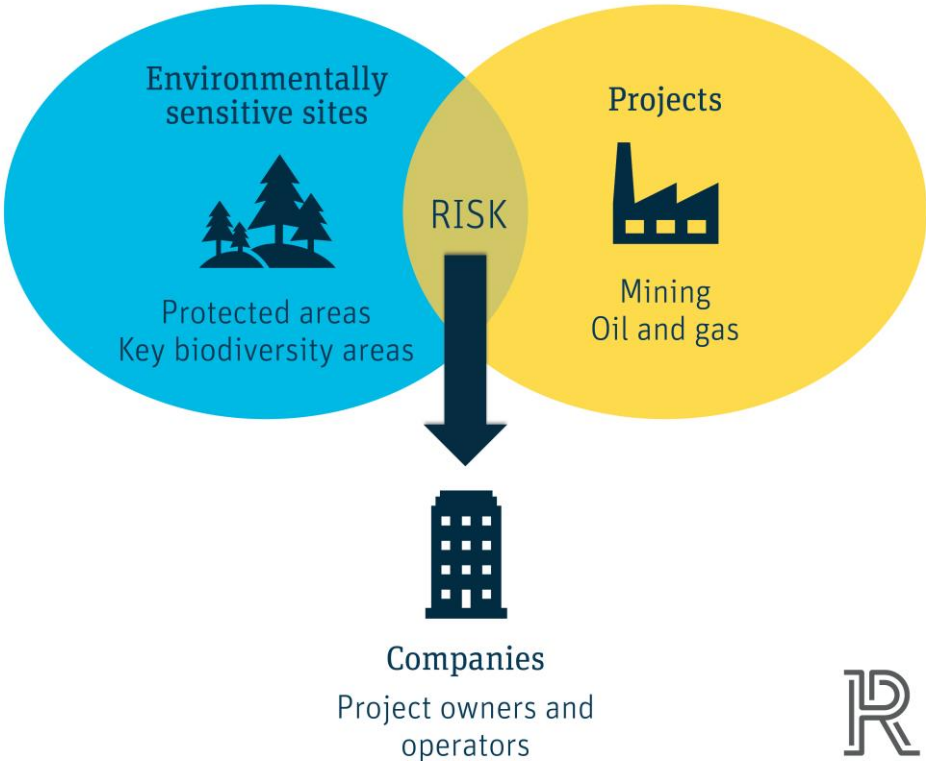 Environmentally
sensitive sites
Protected areas
Key biodiversity areas
RISK
Projects
Mining
Oil and gas
Companies
Project owners and
operators
R